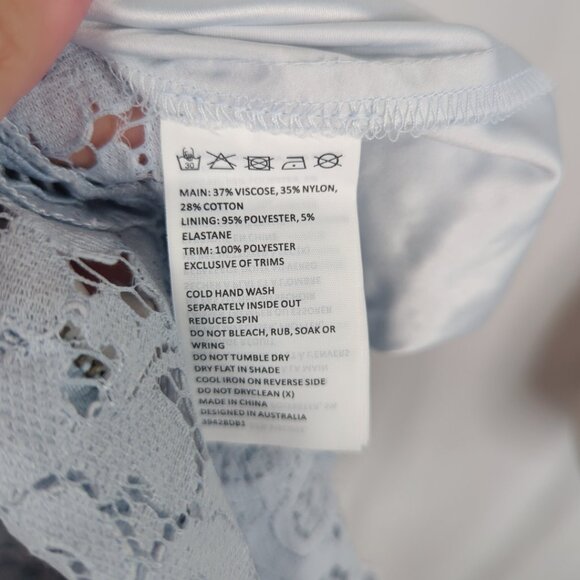 30
MAIN: 37% VISCOSE, 35% NYLON,
28% COTTON
LINING: 95% POLYESTER, 5%
ELASTANE
TRIM: 100% POLYESTER
EXCLUSIVE OF TRIMS
COLD HAND WASH
SEPARATELY INSIDE OUT
REDUCED SPIN
DO NOT BLEACH, RUB, SOAK OR
WRING
DO NOT TUMBLE DRY
DRY FLAT IN SHADE
COOL IRON ON REVERSE SIDE
DO NOT DRYCLEAN (X)
MADE IN CHINA
DESIGNED IN AUSTRALIA
3942BDB1